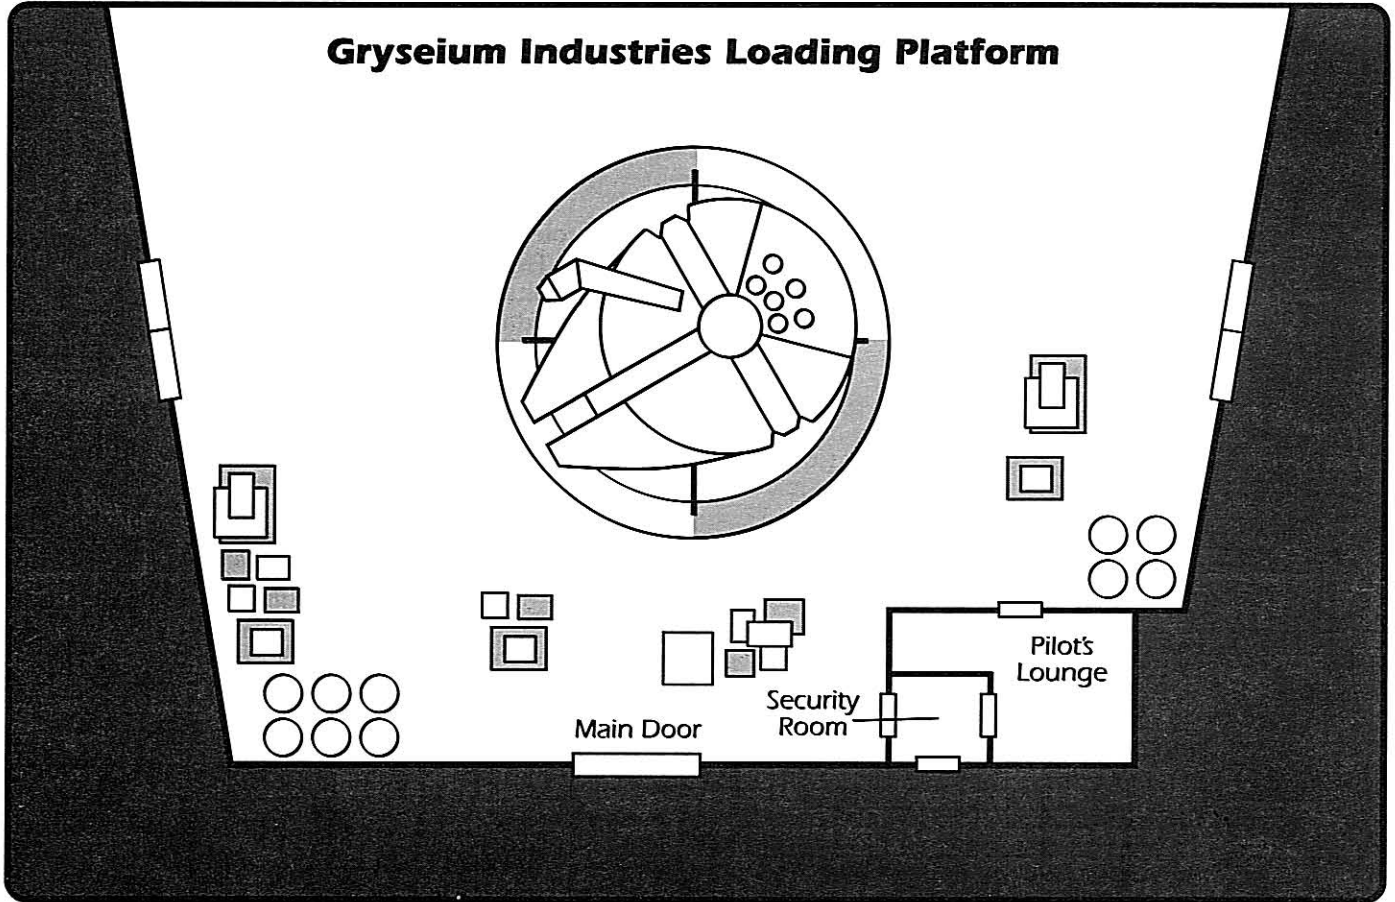 Gryseium Industries Loading Platform
Pilot's
Lounge
Security
Room
Main Door